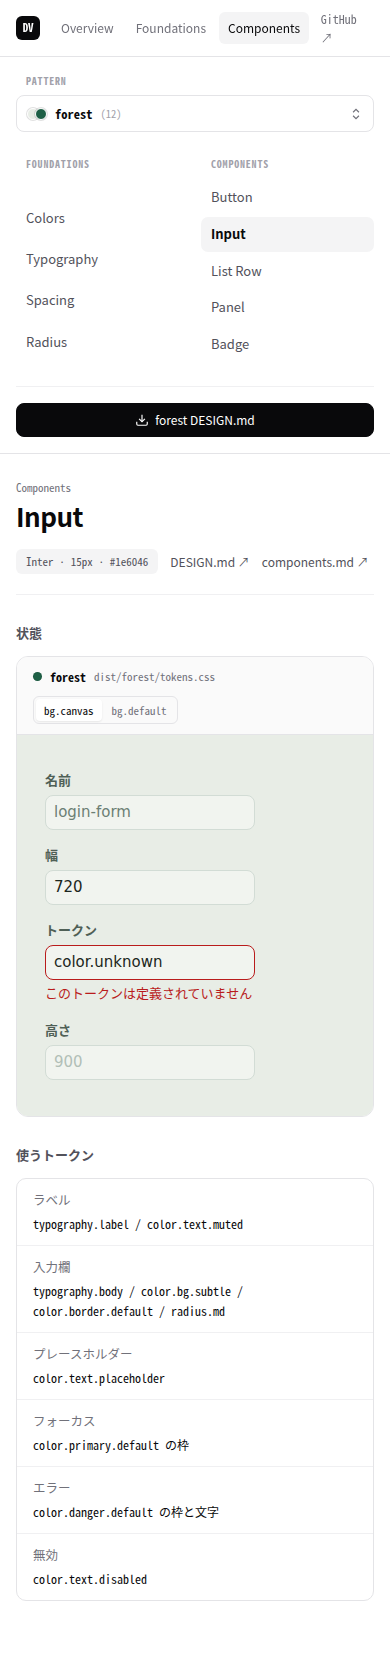 DV Overview Foundations Components GitHub ↗
PATTERN
forest (12)
FOUNDATIONS
Colors
Typography
Spacing
Radius
COMPONENTS
Button
Input
List Row
Panel
Badge
forest DESIGN.md
Components
Input
Inter · 15px · #1e6046 DESIGN.md ↗ components.md ↗
状態
forest dist/forest/tokens.css
bg.canvas bg.default
名前
login-form
幅
720
トークン
color.unknown
このトークンは定義されていません
高さ
900
使うトークン
ラベル
typography.label / color.text.muted
入力欄
typography.body / color.bg.subtle /
color.border.default / radius.md
プレースホルダー
color.text.placeholder
フォーカス
color.primary.default の枠
エラー
color.danger.default の枠と文字
無効
color.text.disabled